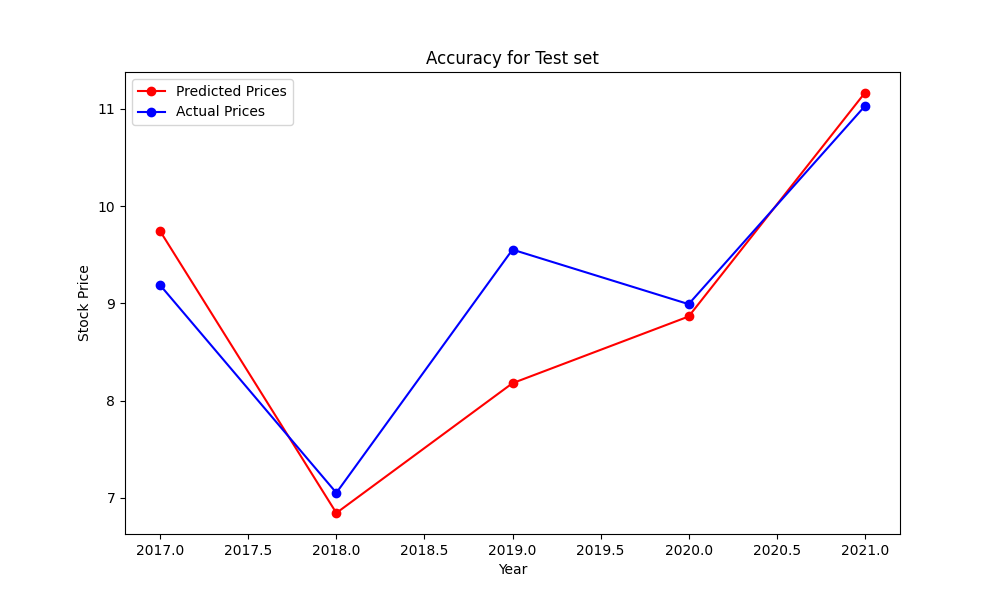 Accuracy for Test set
Predicted Prices
Actual Prices
11
10
9
8
7
Stock Price
2017.0 2017.5 2018.0 2018.5 2019.0 2019.5 2020.0 2020.5 2021.0
Year